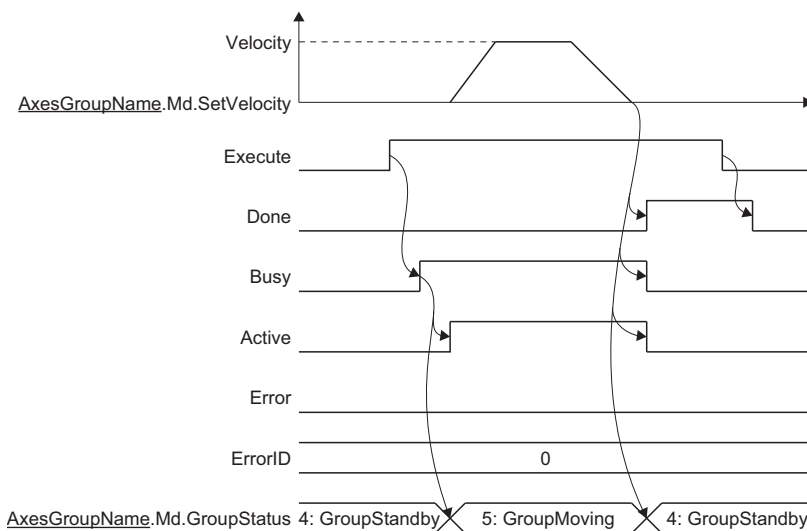 Velocity
AxesGroupName.Md.SetVelocity
Execute
Done
Busy
Active
Error
ErrorID
0
AxesGroupName.Md.GroupStatus 4: GroupStandby 5: GroupMoving 4: GroupStandby